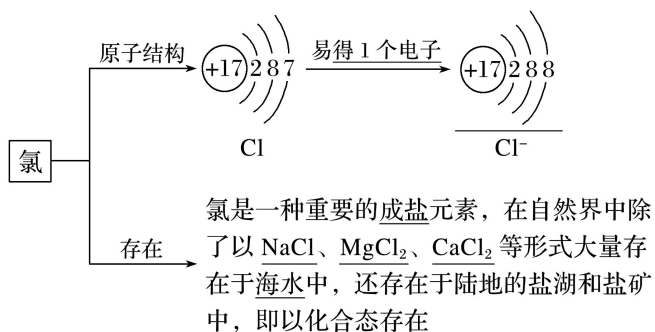 原子结构
+17 2 8 7
易得1个电子
+17 2 8 8
Cl
Cl⁻
氯
存在
氯是一种重要的成盐元素，在自然界中除
了以 NaCl、MgCl₂、CaCl₂ 等形式大量存
在于海水中，还存在于陆地的盐湖和盐矿
中，即以化合态存在